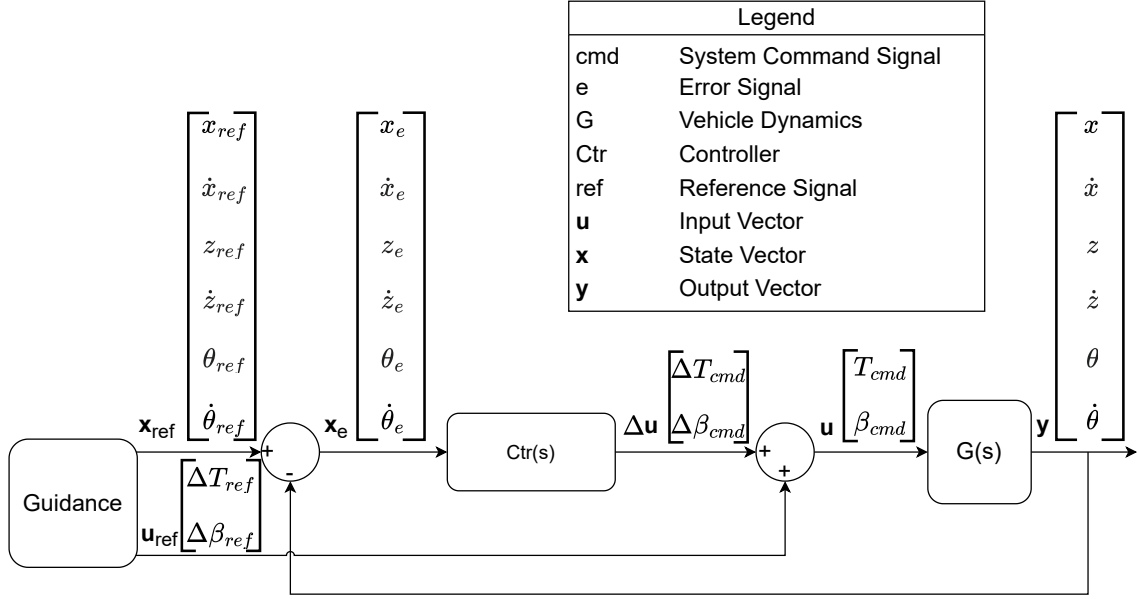 Legend
cmd System Command Signal
e Error Signal
G Vehicle Dynamics
Ctr Controller
ref Reference Signal
u Input Vector
x State Vector
y Output Vector
x_ref
ẋ_ref
z_ref
ż_ref
θ_ref
θ̇_ref
x_e
ẋ_e
z_e
ż_e
θ_e
θ̇_e
x
ẋ
z
ż
θ
θ̇
ΔT_cmd
Δβ_cmd
T_cmd
β_cmd
x_ref
+
-
x_e
Ctr(s)
Δu
+
+
u
G(s)
y
Guidance
ΔT_ref
Δβ_ref
u_ref